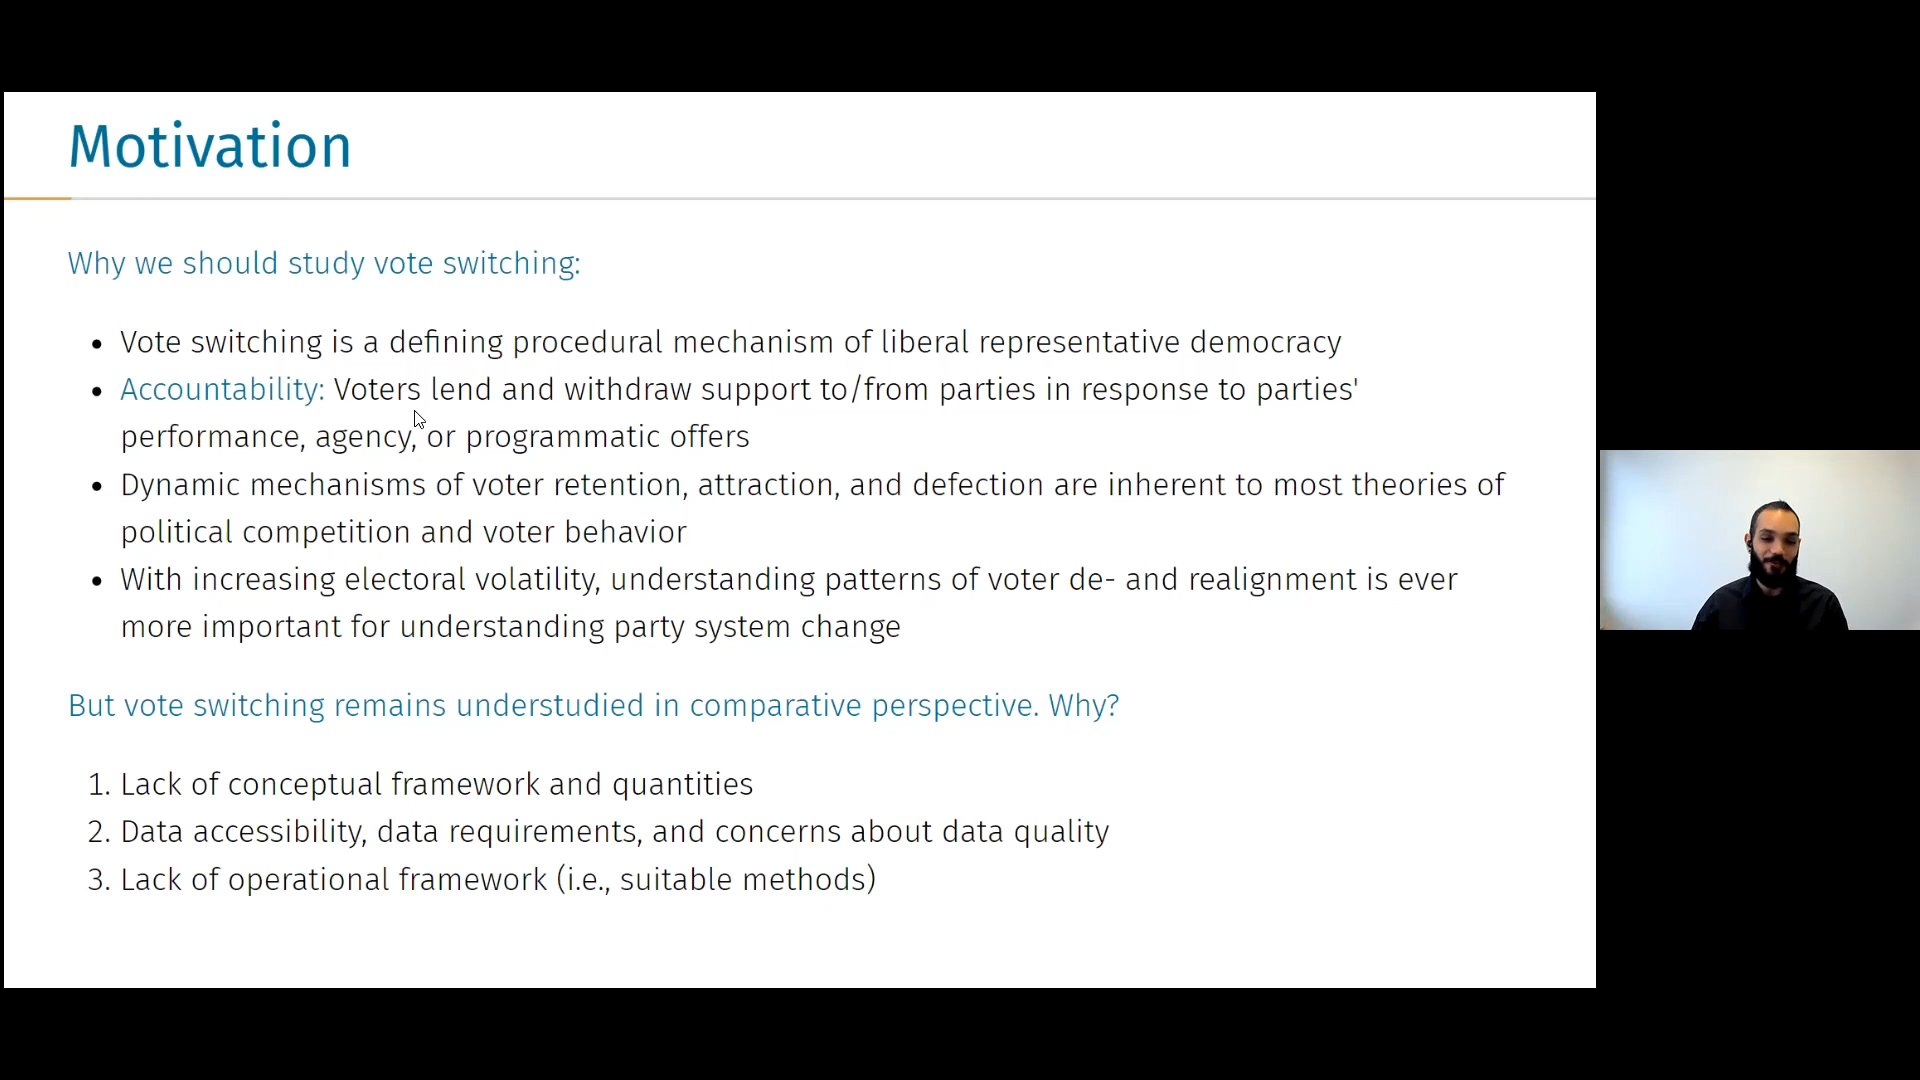 Motivation
Why we should study vote switching:
• Vote switching is a defining procedural mechanism of liberal representative democracy
• Accountability: Voters lend and withdraw support to/from parties in response to parties'
performance, agency, or programmatic offers
• Dynamic mechanisms of voter retention, attraction, and defection are inherent to most theories of
political competition and voter behavior
• With increasing electoral volatility, understanding patterns of voter de- and realignment is ever
more important for understanding party system change
But vote switching remains understudied in comparative perspective. Why?
1. Lack of conceptual framework and quantities
2. Data accessibility, data requirements, and concerns about data quality
3. Lack of operational framework (i.e., suitable methods)